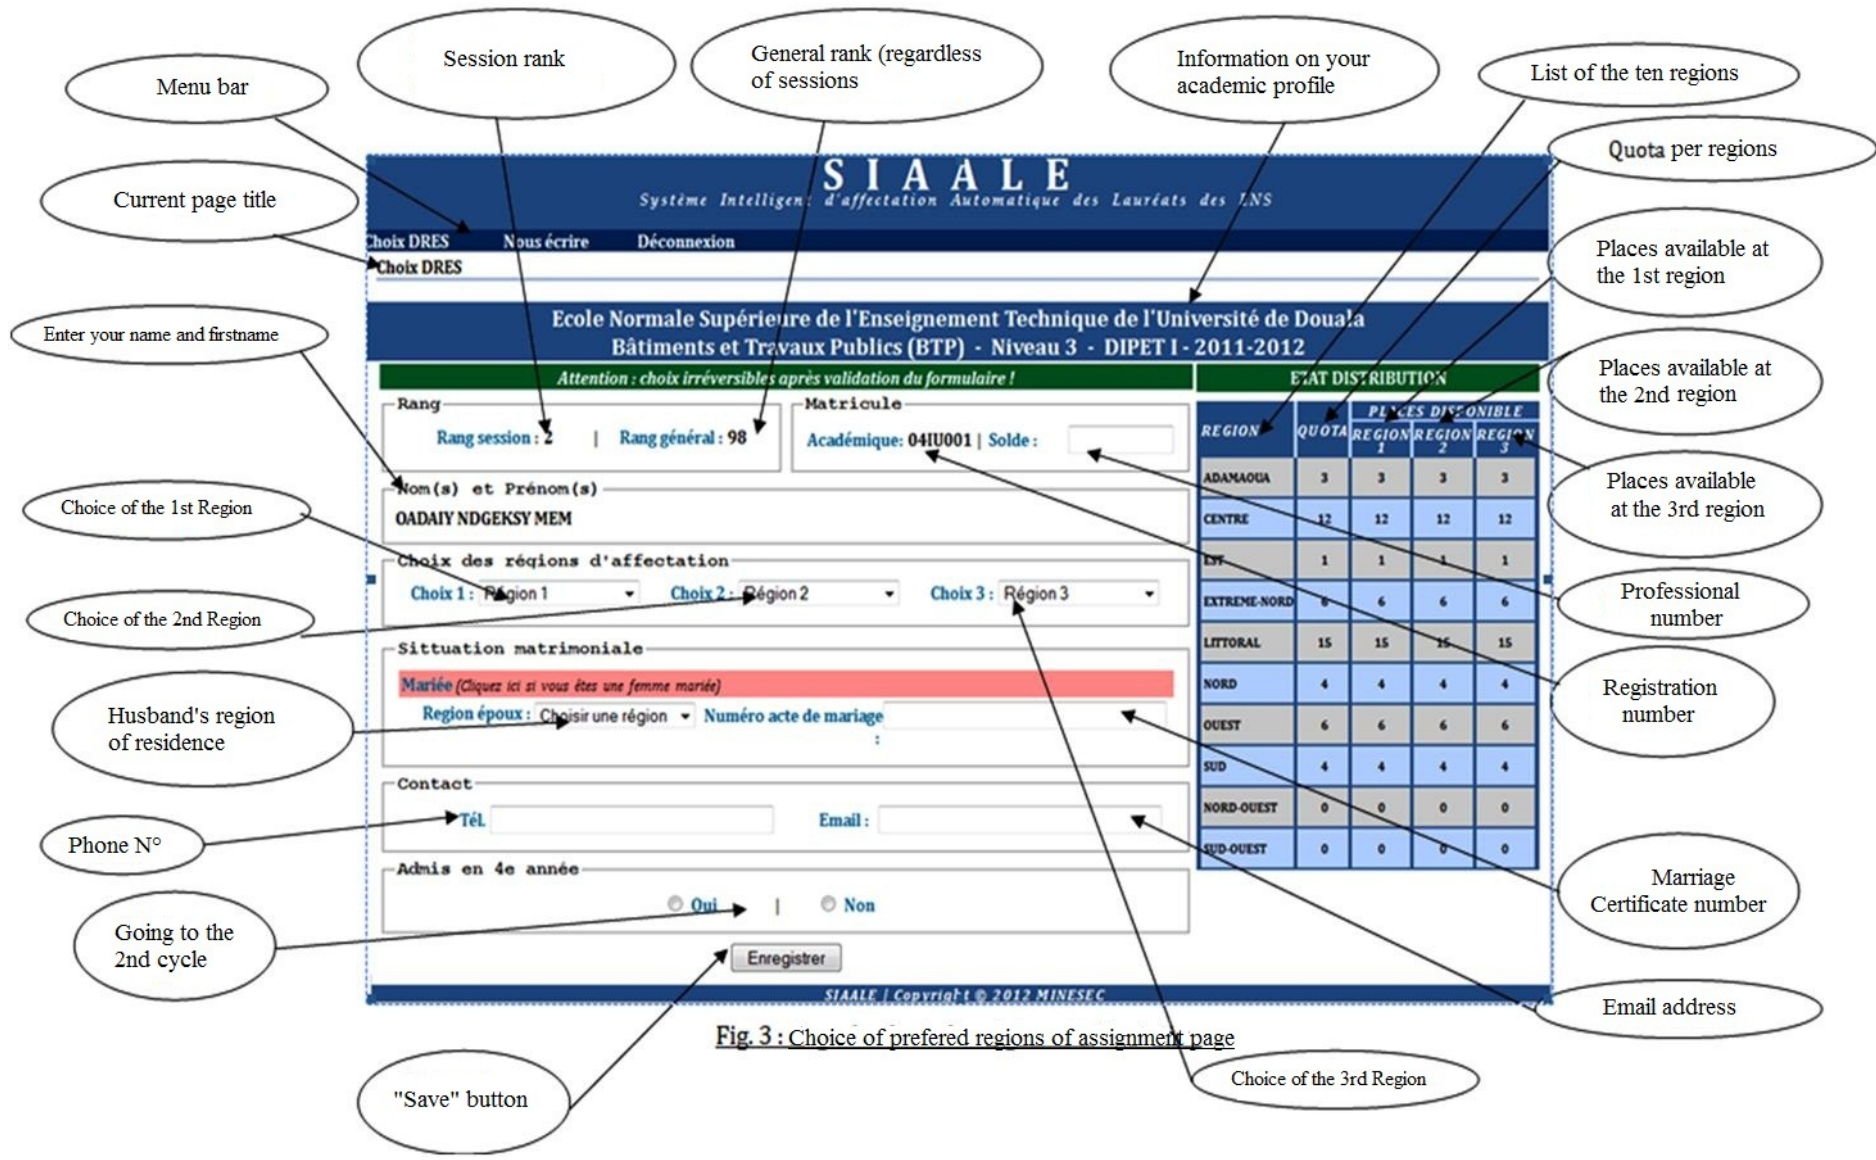 Session rank
General rank (regardless
of sessions
Information on your
academic profile
List of the ten regions
Menu bar
Quota per regions
Current page title
SIAALE
Système Intelligent d'affectation Automatique des Lauréats des ENS
Choix DRES Nous écrire Déconnexion
Choix DRES
Places available at
the 1st region
Enter your name and firstname
Ecole Normale Supérieure de l'Enseignement Technique de l'Université de Douala
Bâtiments et Travaux Publics (BTP) - Niveau 3 - DIPET I - 2011-2012
Places available at
the 2nd region
Attention : choix irréversibles après validation du formulaire !
Rang
Rang session : 2 | Rang général : 98
Matricule
Académique: 04IU001 | Solde :
Nom(s) et Prénom(s)
OADAIY NDGEKSY MEM
Choix des régions d'affectation
Choix 1 : Région 1 Choix 2 : Région 2 Choix 3 : Région 3
Sittuation matrimoniale
Mariée (Cliquez ici si vous êtes une femme mariée)
Region époux : Choisir une région Numéro acte de mariage
:
Contact
Tél. Email :
Admis en 4e année
Oui | Non
Enregistrer
ETAT DISTRIBUTION
REGION QUOTA PLACES DISPONIBLE
REGION 1 REGION 2 REGION 3
ADAMAOUA 3 3 3 3
CENTRE 12 12 12 12
EST 1 1 1 1
EXTREME-NORD 6 6 6 6
LITTORAL 15 15 15 15
NORD 4 4 4 4
OUEST 6 6 6 6
SUD 4 4 4 4
NORD-OUEST 0 0 0 0
SUD-OUEST 0 0 0 0
SIAALE | Copyright © 2012 MINESEC
Choice of the 1st Region
Choice of the 2nd Region
Husband's region
of residence
Phone N°
Going to the
2nd cycle
Places available
at the 3rd region
Professional
number
Registration
number
Marriage
Certificate number
Email address
Fig. 3 : Choice of prefered regions of assignment page
"Save" button
Choice of the 3rd Region